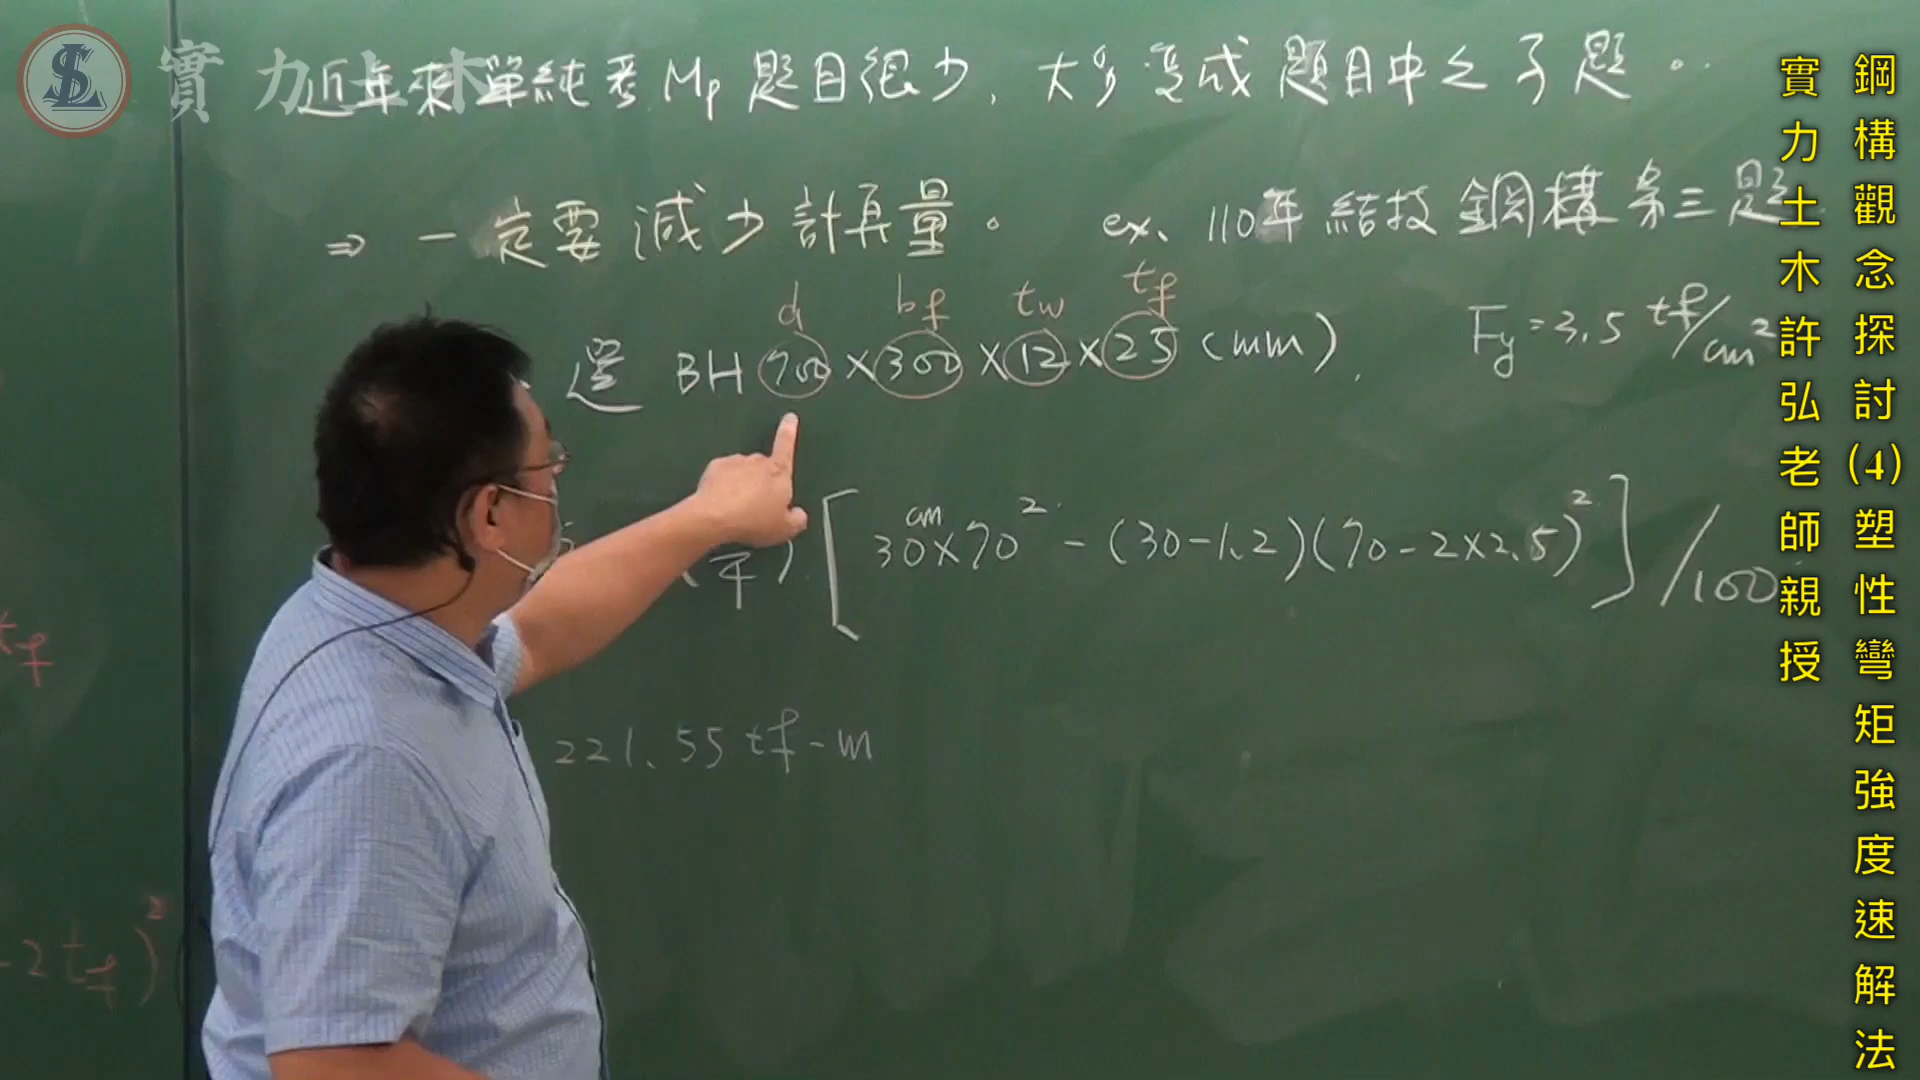 實力土木
近年來單純考 Mp 題目很少，大多變成題目中之子題。
⇒ 一定要減少計算量。 ex、110年結技鋼構第三題
d bf tw tf
選 BH 700 × 300 × 12 × 25 (mm)，Fy = 3.5 tf/cm²
[30cm×70² - (30-1.2)(70-2×2.5)²]/100
221.55 tf-m
tf
-2tf)²
鋼構觀念探討(4)塑性彎矩強度速解法
實力土木許弘老師親授